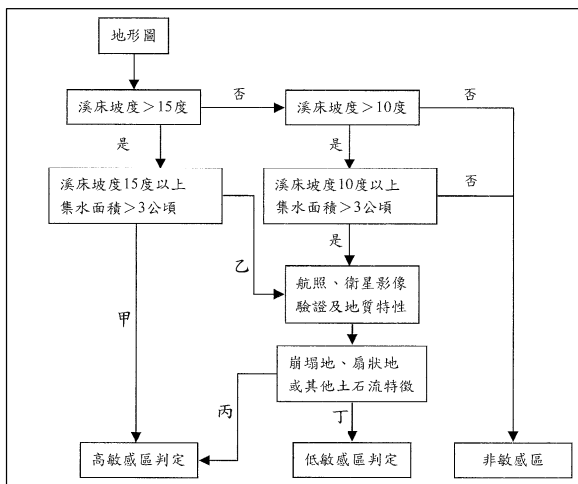 地形圖
溪床坡度＞15度
否
溪床坡度＞10度
否
是
是
溪床坡度15度以上
集水面積＞3公頃
溪床坡度10度以上
集水面積＞3公頃
否
乙
是
甲
航照、衛星影像
驗證及地質特性
崩塌地、扇狀地
或其他土石流特徵
丙
丁
高敏感區判定
低敏感區判定
非敏感區